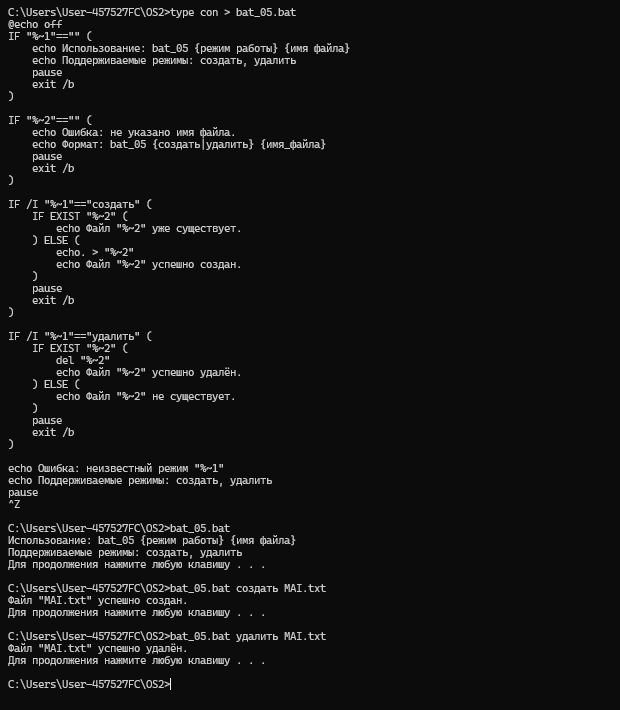 C:\Users\User-457527FC\OS2>type con > bat_05.bat
@echo off
IF "%~1"=="" (
    echo Использование: bat_05 {режим работы} {имя файла}
    echo Поддерживаемые режимы: создать, удалить
    pause
    exit /b
)

IF "%~2"=="" (
    echo Ошибка: не указано имя файла.
    echo Формат: bat_05 {создать|удалить} {имя_файла}
    pause
    exit /b
)

IF /I "%~1"=="создать" (
    IF EXIST "%~2" (
        echo Файл "%~2" уже существует.
    ) ELSE (
        echo. > "%~2"
        echo Файл "%~2" успешно создан.
    )
    pause
    exit /b
)

IF /I "%~1"=="удалить" (
    IF EXIST "%~2" (
        del "%~2"
        echo Файл "%~2" успешно удалён.
    ) ELSE (
        echo Файл "%~2" не существует.
    )
    pause
    exit /b
)

echo Ошибка: неизвестный режим "%~1"
echo Поддерживаемые режимы: создать, удалить
pause
^Z

C:\Users\User-457527FC\OS2>bat_05.bat
Использование: bat_05 {режим работы} {имя файла}
Поддерживаемые режимы: создать, удалить
Для продолжения нажмите любую клавишу . . .

C:\Users\User-457527FC\OS2>bat_05.bat создать MAI.txt
Файл "MAI.txt" успешно создан.
Для продолжения нажмите любую клавишу . . .

C:\Users\User-457527FC\OS2>bat_05.bat удалить MAI.txt
Файл "MAI.txt" успешно удалён.
Для продолжения нажмите любую клавишу . . .

C:\Users\User-457527FC\OS2>